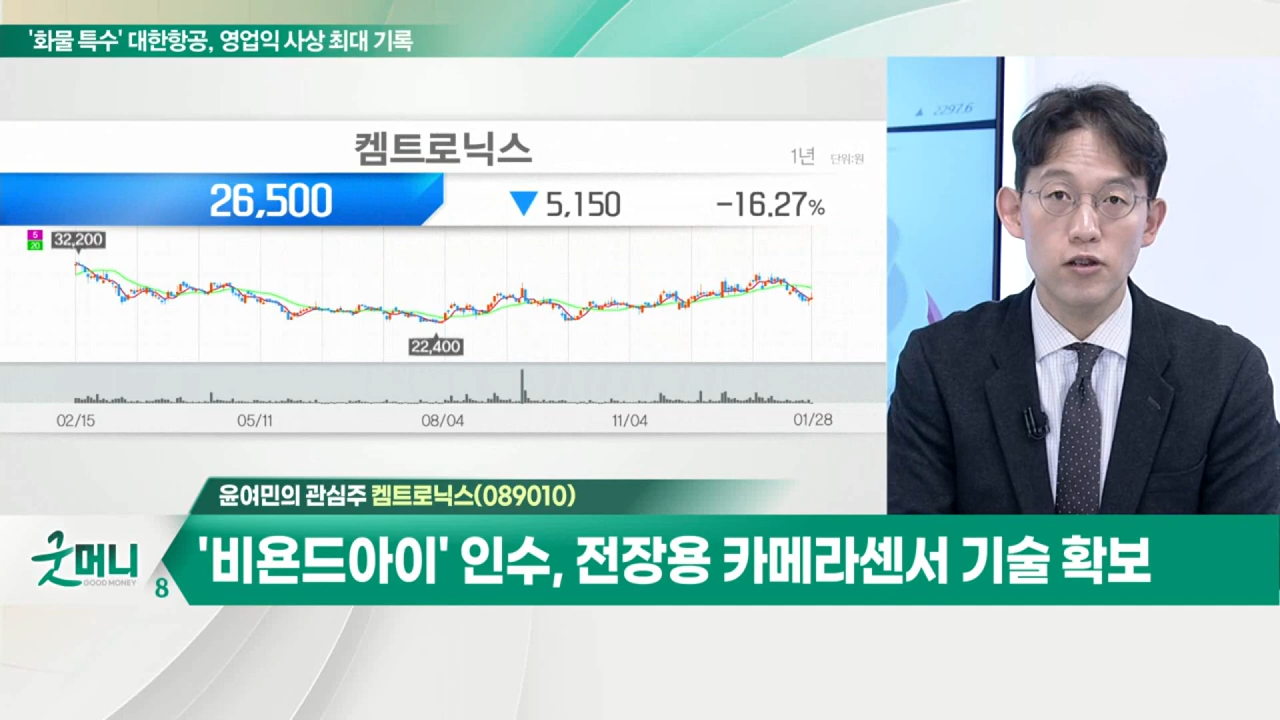 '화물 특수' 대한항공, 영업익 사상 최대 기록
▲ 2297.6
켐트로닉스
1년 단위:원
26,500 ▼5,150 -16.27%
5
20
32,200
22,400
02/15 05/11 08/04 11/04 01/28
윤여민의 관심주 켐트로닉스(089010)
굿머니
GOOD MONEY
8
'비욘드아이' 인수, 전장용 카메라센서 기술 확보